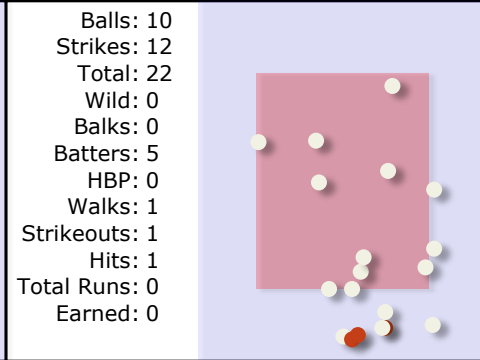 Balls: 10
Strikes: 12
Total: 22
Wild: 0
Balks: 0
Batters: 5
HBP: 0
Walks: 1
Strikeouts: 1
Hits: 1
Total Runs: 0
Earned: 0